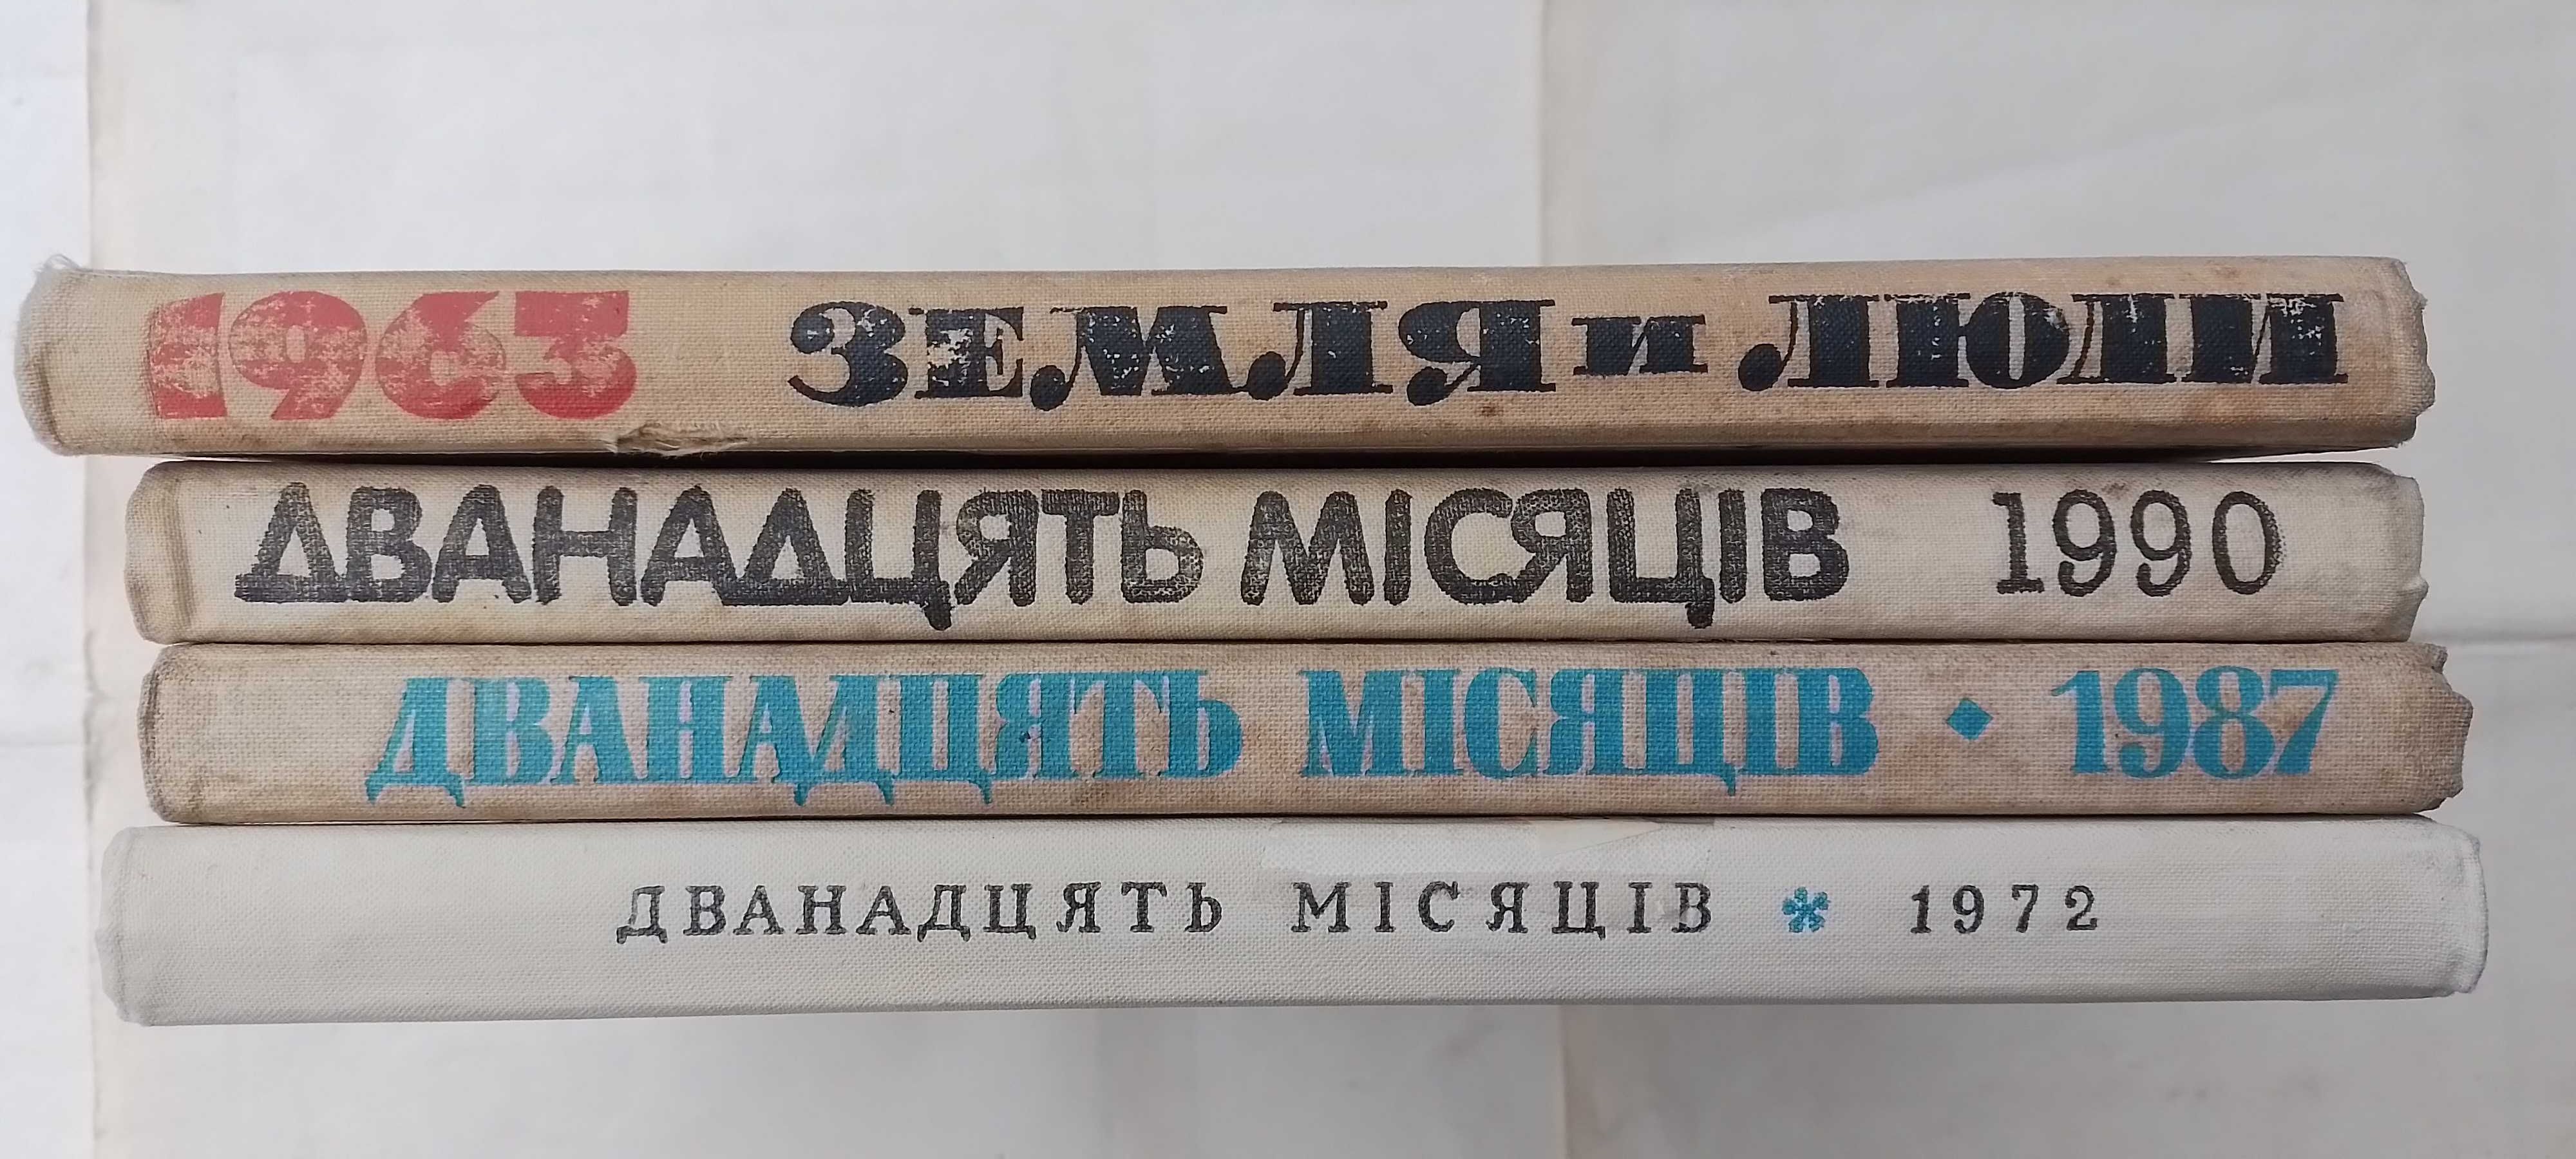 1963 ЗЕМЛЯ и ЛЮДИ
ДВАНАДЦЯТЬ МІСЯЦІВ 1990
ДВАНАДЦЯТЬ МІСЯЦІВ ◆ 1987
ДВАНАДЦЯТЬ МІСЯЦІВ * 1972